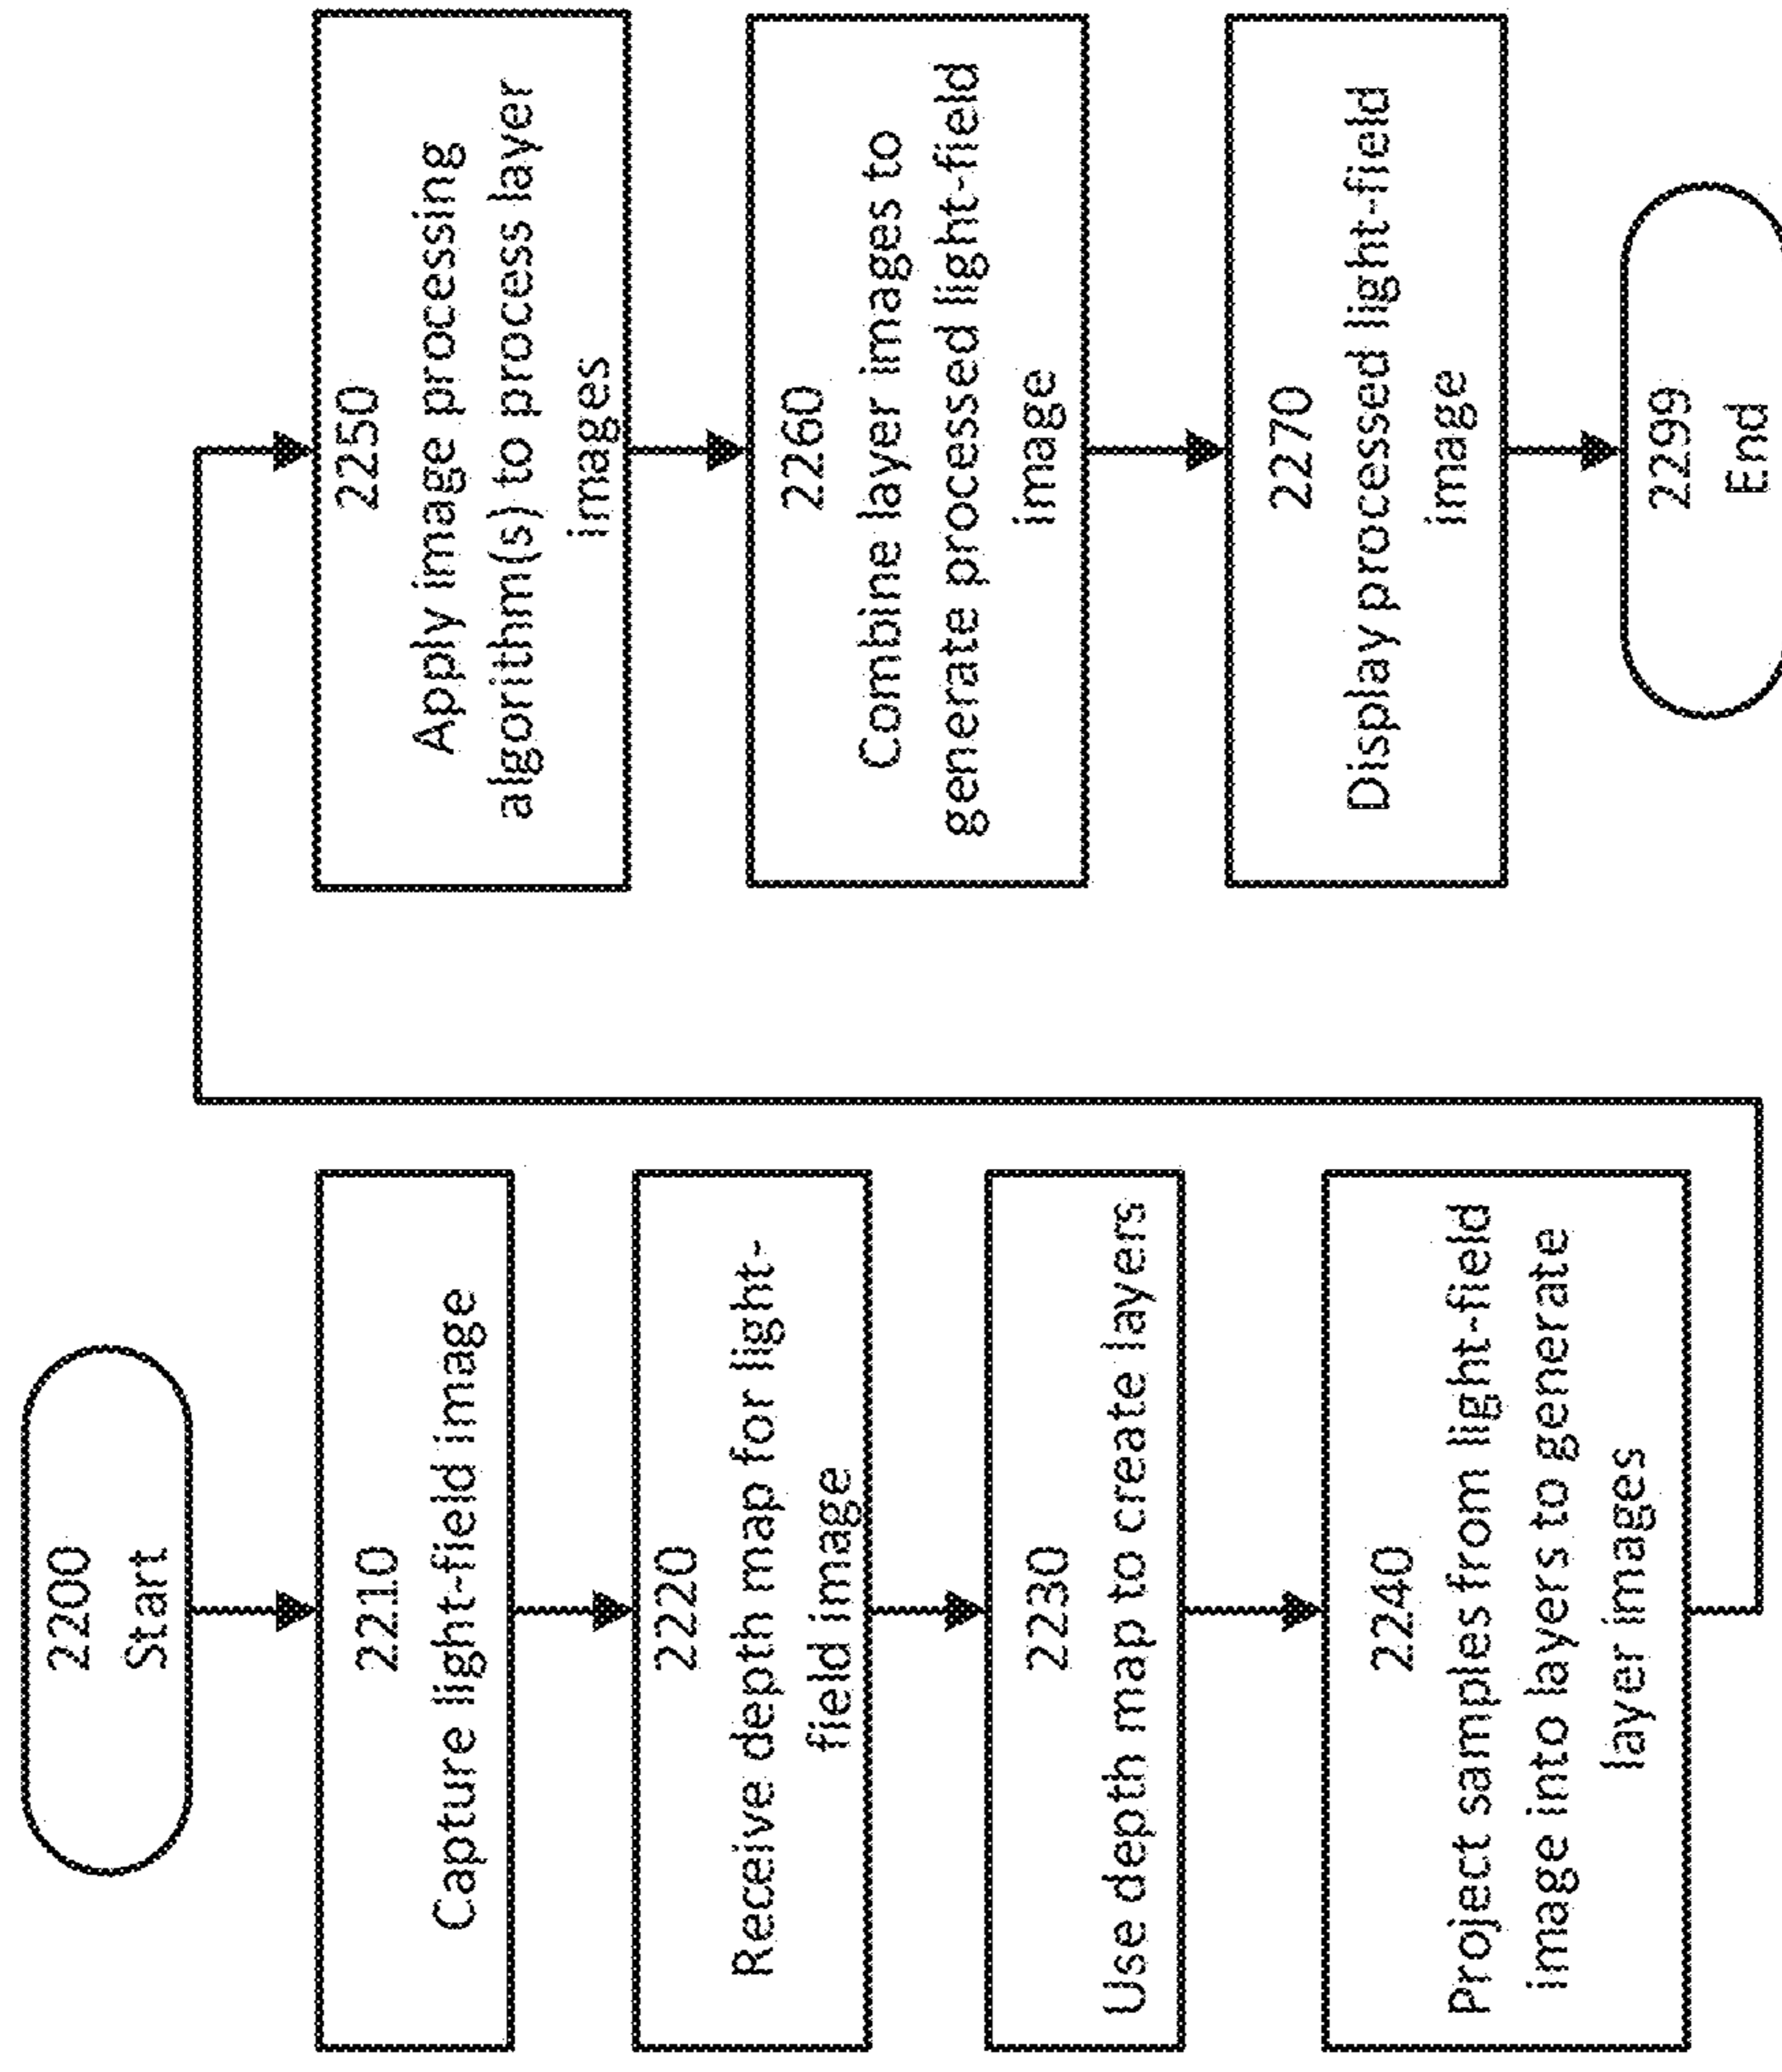 2200
Start
2210
Capture light-field image
2220
Receive depth map for light-
field image
2230
Use depth map to create layers
2240
Project samples from light-field
image into layers to generate
layer images
2250
Apply image processing
algorithm(s) to process layer
images
2260
Combine layer images to
generate processed light-field
image
2270
Display processed light-field
image
2299
End